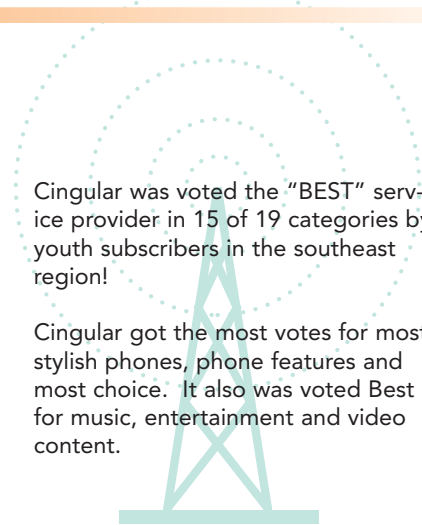 Cingular was voted the “BEST” serv-
ice provider in 15 of 19 categories by
youth subscribers in the southeast
region!
Cingular got the most votes for most
stylish phones, phone features and
most choice.  It also was voted Best
for music, entertainment and video
content.